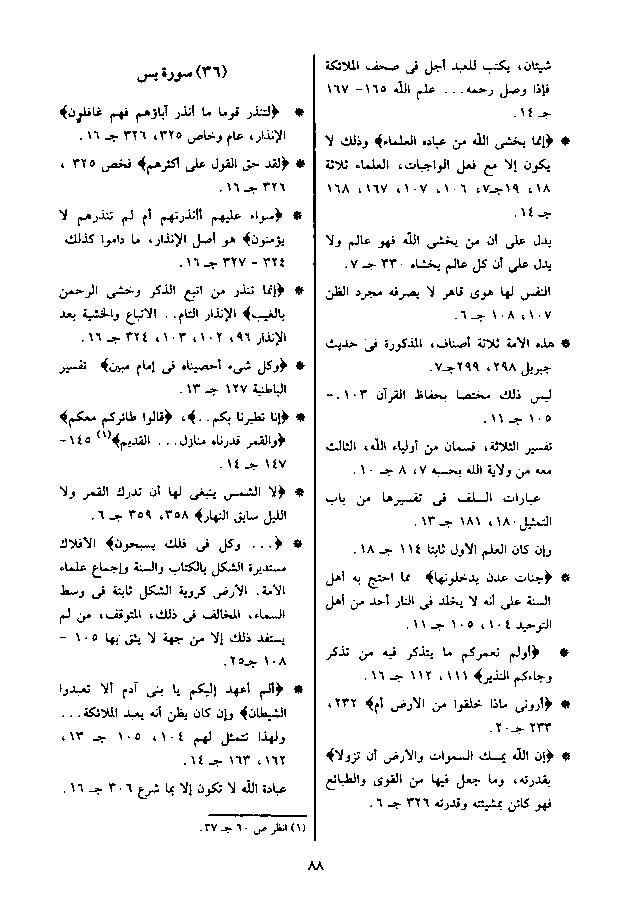 شيئان، يكتب للعبد أجل فى صحف الملائكة
فإذا وصل رحمه... علم الله ١٦٥- ١٦٧
جـ ١٤.
* ﴿إنما يخشى الله من عباده العلماء﴾ وذلك لا
يكون إلا مع فعل الواجبات، العلماء ثلاثة
١٨، ١٩جـ٧، ١٠٦، ١٠٧، ١٦٧، ١٦٨
جـ ١٤.
يدل على أن من يخشى الله فهو عالم ولا
يدل على أن كل عالم يخشاه ٣٣٠ جـ ٧.
النفس لها هوى قاهر لا يصرفه مجرد الظن
١٠٧، ١٠٨ جـ ٦.
* هذه الأمة ثلاثة أصناف، المذكورة فى حديث
جبريل ٢٩٨، ٢٩٩جـ٧.
ليس ذلك مختصا بحفاظ القرآن ١٠٣.-
١٠٥ جـ ١١.
تفسير الثلاثة، قسمان من أولياء الله، الثالث
معه من ولاية الله بحسبه ٧، ٨ جـ ١٠.
عبارات السلف فى تفسيرها من باب
التمثيل ١٨٠، ١٨١ جـ ١٣.
وإن كان العلم الأول ثابتا ١١٤ جـ ١٨.
* ﴿جنات عدن يدخلونها﴾ مما احتج به أهل
السنة على أنه لا يخلد فى النار أحد من أهل
التوحيد ١٠٤، ١٠٥ جـ ١١.
* ﴿أولم نعمركم ما يتذكر فيه من تذكر
وجاءكم النذير﴾ ١١١، ١١٢ جـ ١٦.
* ﴿أرونى ماذا خلقوا من الأرض أم﴾ ٢٣٢،
٢٣٣ جـ ٢٠.
* ﴿إن الله يمسك السموات والأرض أن تزولا﴾
بقدرته، وما جعل فيها من القوى والطبائع
فهو كائن بمشيئته وقدرته ٣٢٦ جـ ٦.
(٣٦) سورة يس
* ﴿لتنذر قوما ما أنذر آباؤهم فهم غافلون﴾
الإنذار، عام وخاص ٣٢٥، ٣٢٦ جـ ١٦.
* ﴿لقد حق القول على أكثرهم﴾ فخص ٣٢٥ ،
٣٢٦ جـ ١٦.
* ﴿سواء عليهم أأنذرتهم أم لم تنذرهم لا
يؤمنون﴾ هو أصل الإنذار، ما داموا كذلك
٣٢٤ - ٣٢٧ جـ ١٦.
* ﴿إنما تنذر من اتبع الذكر وخشى الرحمن
بالغيب﴾ الإنذار التام.. الاتباع والخشية بعد
الإنذار ٩٦، ١٠٢، ١٠٣، ٣٢٤ جـ ١٦.
* ﴿وكل شىء أحصيناه فى إمام مبين﴾ تفسير
الباطنية ١٢٧ جـ ١٣.
* ﴿إنا تطيرنا بكم..﴾، ﴿قالوا طائركم معكم﴾
﴿والقمر قدرناه منازل... القديم﴾(١) ١٤٥-
١٤٧ جـ ١٤.
* ﴿لا الشمس ينبغى لها أن تدرك القمر ولا
الليل سابق النهار﴾ ٣٥٨، ٣٥٩ جـ ٦.
* ﴿... وكل فى فلك يسبحون﴾ الأفلاك
مستديرة الشكل بالكتاب والسنة وإجماع علماء
الأمة. الأرض كروية الشكل ثابتة فى وسط
السماء، المخالف فى ذلك، المتوقف، من لم
يستفد ذلك إلا من جهة لا يثق بها ١٠٥ -
١٠٨ جـ٢٥.
* ﴿ألم أعهد إليكم يا بنى آدم ألا تعبدوا
الشيطان﴾ وإن كان يظن أنه يعبد الملائكة...
ولهذا تتمثل لهم ١٠٤، ١٠٥ جـ ١٣،
١٦٢، ١٦٣ جـ ١٤.
عبادة الله لا تكون إلا بما شرع ٣٠٦ جـ ١٦.
(١) انظر ص ٦٠ جـ ٣٧.
٨٨